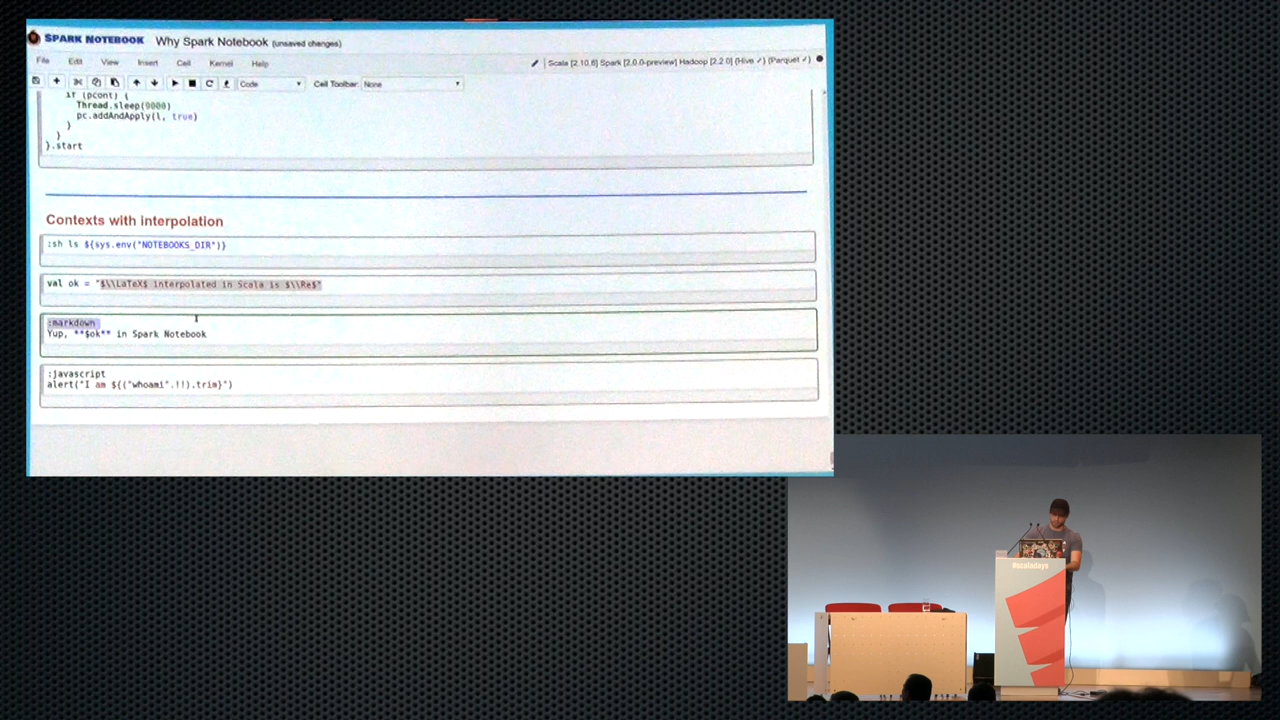 SPARK NOTEBOOK Why Spark Notebook (unsaved changes)
File Edit View Insert Cell Kernel Help
Scala [2.10.6] Spark [2.0.0-preview] Hadoop [2.2.0] {Hive ✓} {Parquet ✓}
Code Cell Toolbar: None
if (pcont) {
Thread.sleep(9000)
pc.addAndApply(l, true)
}
}
}.start
Contexts with interpolation
:sh ls ${sys.env("NOTEBOOKS_DIR")}
val ok = "$\\LaTeX$ interpolated in Scala is $\\Re$"
:markdown
Yup, **$ok** in Spark Notebook
:javascript
alert("I am ${("whoami".!!).trim}")
#scaladays